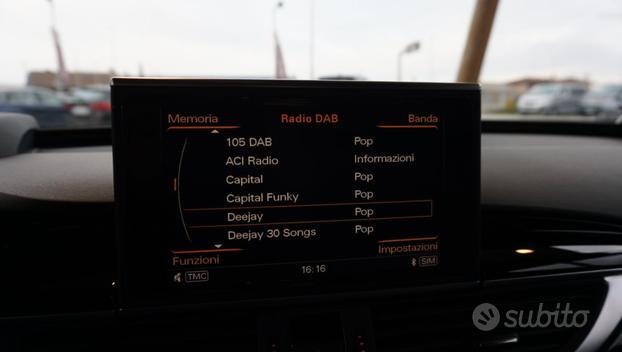 Memoria Radio DAB Banda
105 DAB Pop
ACI Radio Informazioni
Capital Pop
Capital Funky Pop
Deejay Pop
Deejay 30 Songs Pop
Funzioni Impostazioni
TMC 16:16 SIM
subito